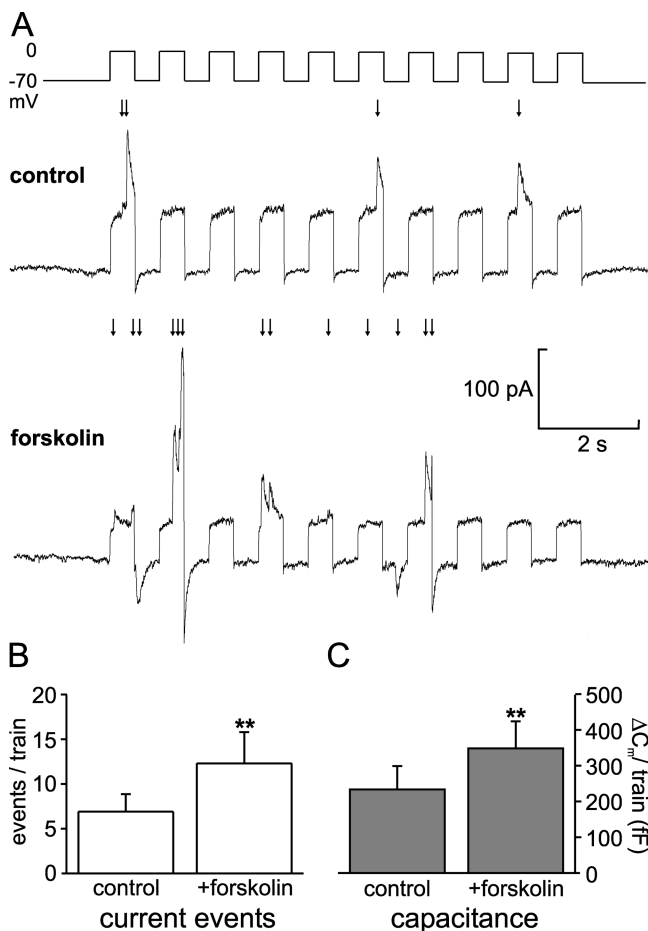 A
0
-70
mV
control
forskolin
100 pA
2 s
B
C
20
15
10
5
0
events / train
**
control
+forskolin
current events
500
400
300
200
100
0
ΔCm/ train (fF)
**
control
+forskolin
capacitance